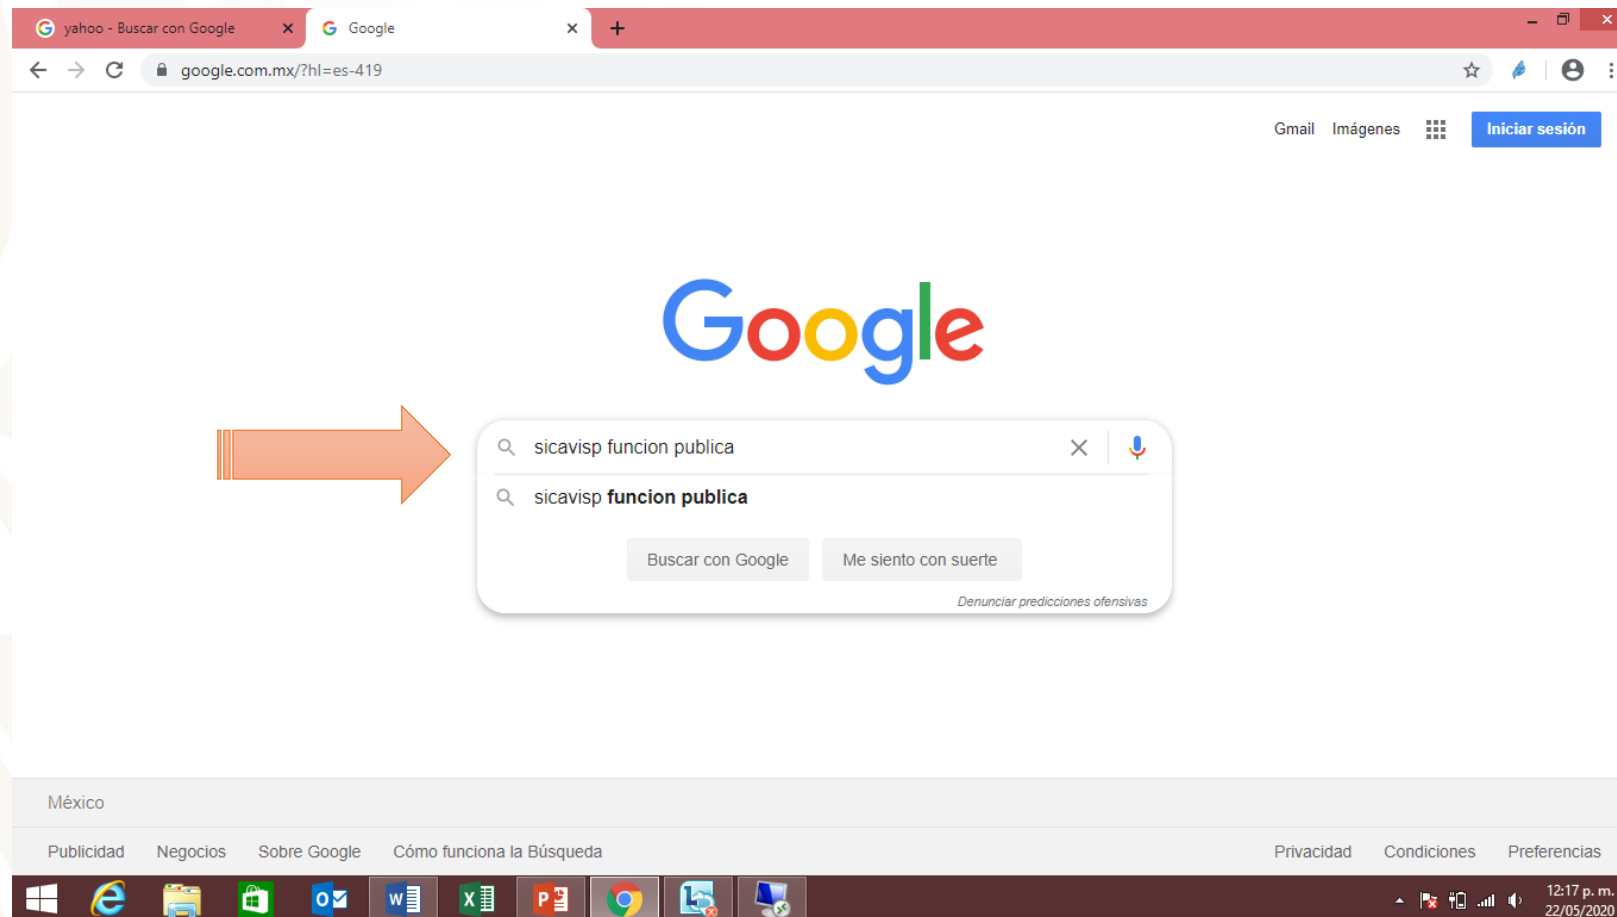 yahoo - Buscar con Google
Google
google.com.mx/?hl=es-419
Gmail Imágenes Iniciar sesión
Google
sicavisp funcion publica
sicavisp funcion publica
Buscar con Google Me siento con suerte
Denunciar predicciones ofensivas
México
Publicidad Negocios Sobre Google Cómo funciona la Búsqueda Privacidad Condiciones Preferencias
12:17 p. m.
22/05/2020